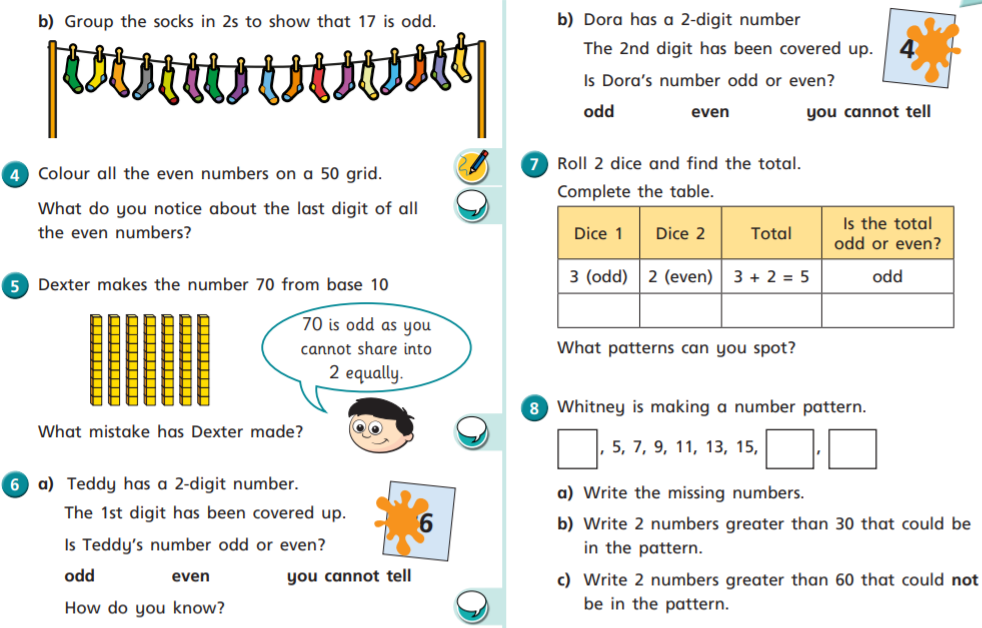 b) Group the socks in 2s to show that 17 is odd.
4 Colour all the even numbers on a 50 grid.
What do you notice about the last digit of all
the even numbers?
5 Dexter makes the number 70 from base 10
70 is odd as you
cannot share into
2 equally.
What mistake has Dexter made?
6 a) Teddy has a 2-digit number.
The 1st digit has been covered up.
6
Is Teddy's number odd or even?
odd even you cannot tell
How do you know?
b) Dora has a 2-digit number
The 2nd digit has been covered up.
4
Is Dora's number odd or even?
odd even you cannot tell
7 Roll 2 dice and find the total.
Complete the table.
Dice 1 Dice 2 Total Is the total
odd or even?
3 (odd) 2 (even) 3 + 2 = 5 odd
What patterns can you spot?
8 Whitney is making a number pattern.
, 5, 7, 9, 11, 13, 15, ,
a) Write the missing numbers.
b) Write 2 numbers greater than 30 that could be
in the pattern.
c) Write 2 numbers greater than 60 that could not
be in the pattern.